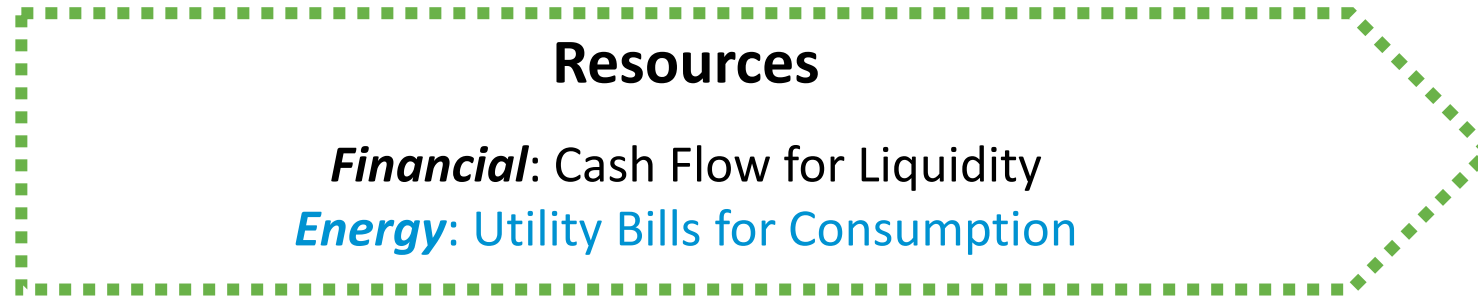 Resources
Financial: Cash Flow for Liquidity
Energy: Utility Bills for Consumption